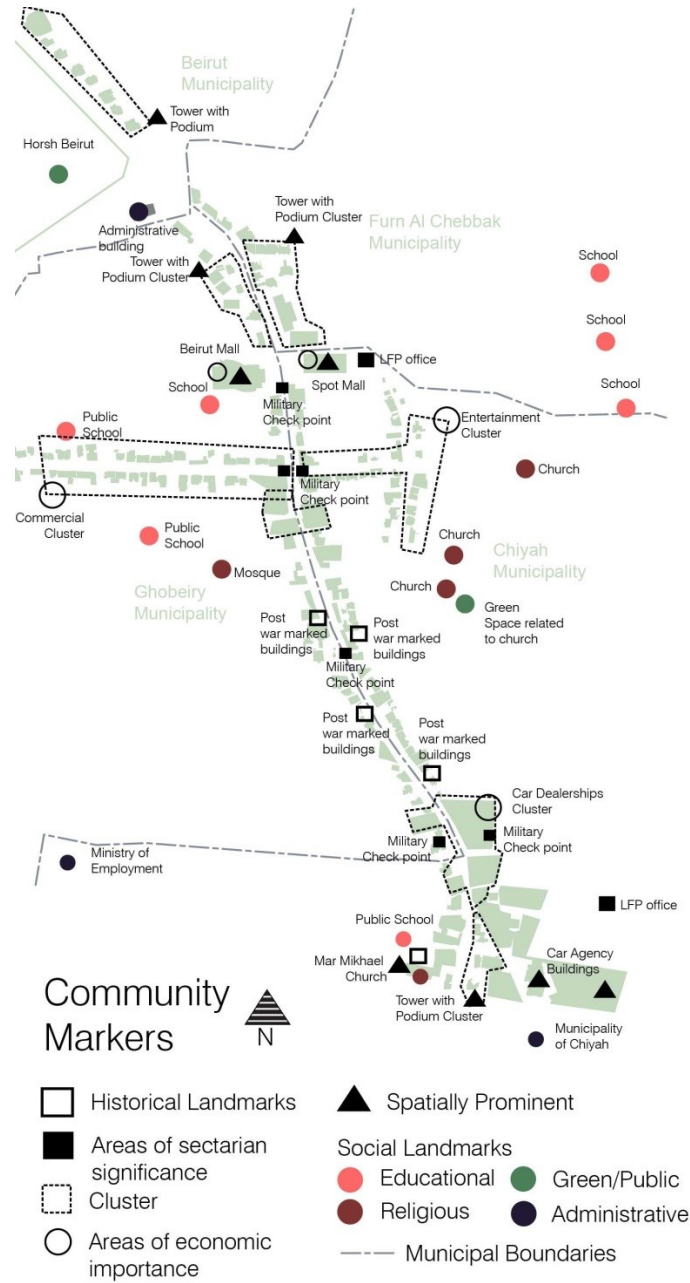 Beirut
Municipality
Tower with
Podium
Horsh Beirut
Administrative
building
Tower with
Podium Cluster
Furn Al Chebbak
Municipality
Tower with
Podium Cluster
School
School
School
Beirut Mall
School
Spot Mall
LFP office
Military
Check point
Public
School
Entertainment
Cluster
Church
Military
Check point
Commercial
Cluster
Public
School
Mosque
Church
Chiyah
Municipality
Church
Green
Space related
to church
Ghobeiry
Municipality
Post
war marked
buildings
Post
war marked
buildings
Military
Check point
Post
war marked
buildings
Post
war marked
buildings
Car Dealerships
Cluster
Military
Check point
Military
Check point
Ministry of
Employment
LFP office
Public School
Mar Mikhael
Church
Car Agency
Buildings
Tower with
Podium Cluster
Municipality
of Chiyah
Community
Markers
N
Historical Landmarks
Areas of sectarian
significance
Cluster
Areas of economic
importance
Spatially Prominent
Social Landmarks
Educational
Green/Public
Religious
Administrative
Municipal Boundaries